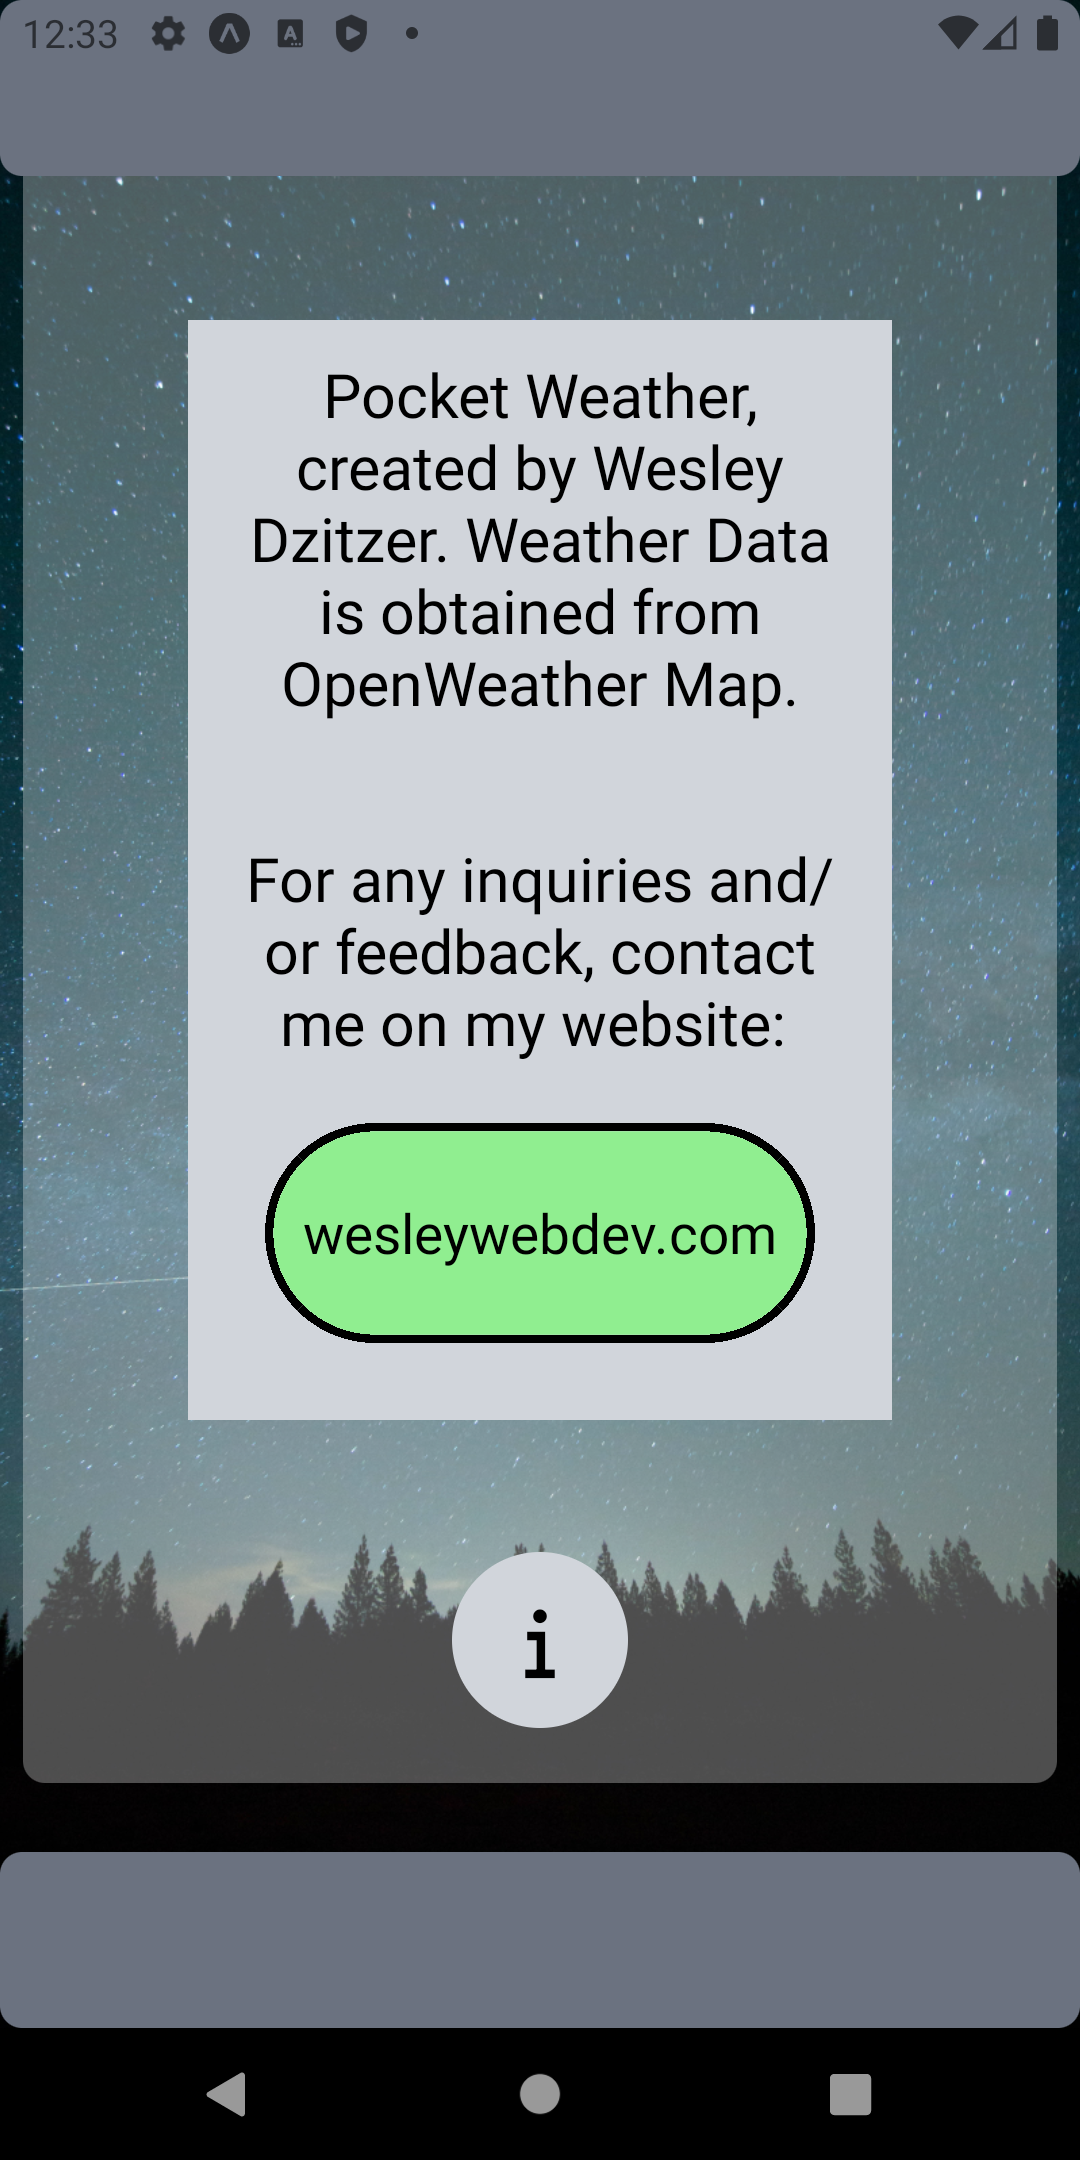 12:33
Pocket Weather,
created by Wesley
Dzitzer. Weather Data
is obtained from
OpenWeather Map.
For any inquiries and/
or feedback, contact
me on my website:
wesleywebdev.com
i